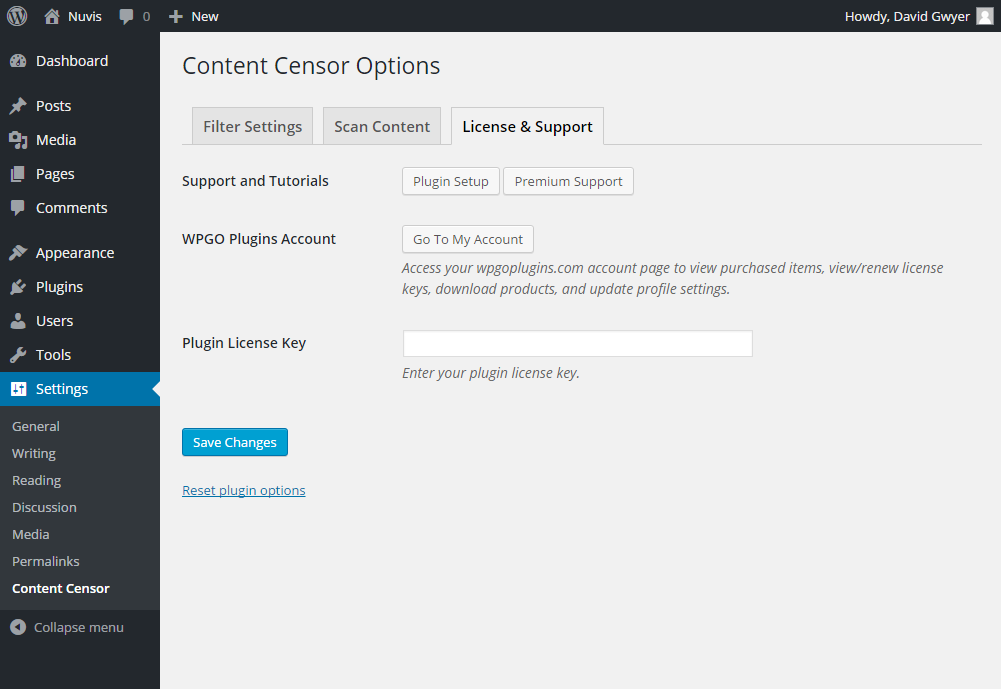 Nuvis 0 New Howdy, David Gwyer
Dashboard
Posts
Media
Pages
Comments
Appearance
Plugins
Users
Tools
Settings
General
Writing
Reading
Discussion
Media
Permalinks
Content Censor
Collapse menu
Content Censor Options
Filter Settings Scan Content License & Support
Support and Tutorials Plugin Setup Premium Support
WPGO Plugins Account Go To My Account
Access your wpgoplugins.com account page to view purchased items, view/renew license
keys, download products, and update profile settings.
Plugin License Key
Enter your plugin license key.
Save Changes
Reset plugin options